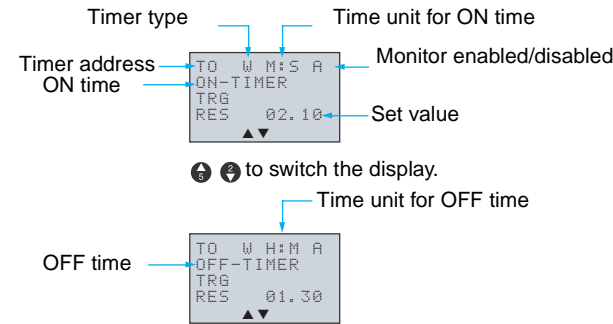 Timer type
Time unit for ON time
Timer address
ON time
Monitor enabled/disabled
T0 W M:S A
ON-TIMER
TRG
RES 02.10
▲▼
Set value
5 2 to switch the display.
Time unit for OFF time
OFF time
T0 W H:M A
OFF-TIMER
TRG
RES 01.30
▲▼